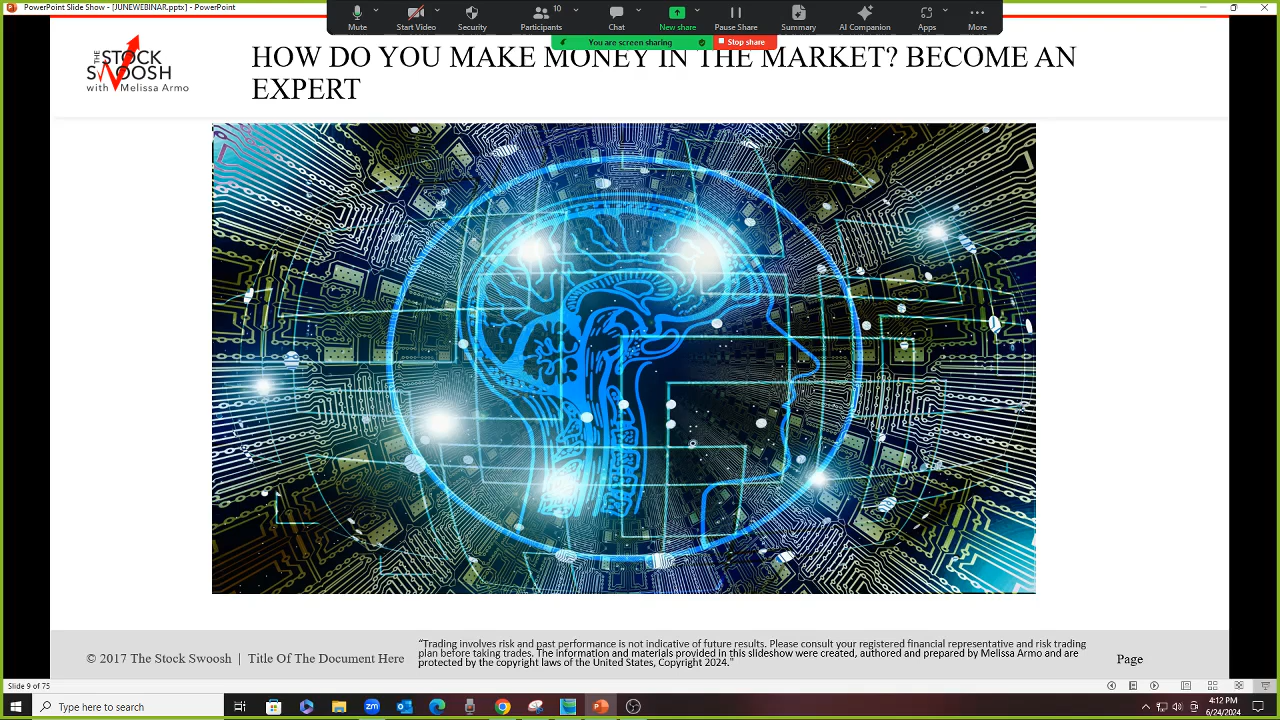 PowerPoint Slide Show - [JUNEWEBINAR.pptx] - PowerPoint
Mute
Start Video
Security
10
Participants
Chat
New share
Pause Share
Summary
AI Companion
Apps
More
You are screen sharing
Stop share
THE STOCK
SWOOSH
with Melissa Armo
HOW DO YOU MAKE MONEY IN THE MARKET? BECOME AN
EXPERT
© 2017 The Stock Swoosh | Title Of The Document Here
"Trading involves risk and past performance is not indicative of future results. Please consult your registered financial representative and risk trading
plan before taking trades. The information and materials provided in this slideshow were created, authored and prepared by Melissa Armo and are
protected by the copyright laws of the United States, Copyright 2024."
Page
Slide 9 of 75
Type here to search
zm
4:12 PM
6/24/2024